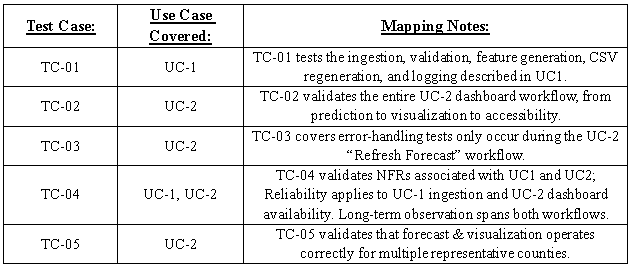 Test Case:
Use Case
Covered:
Mapping Notes:
TC-01
UC-1
TC-01 tests the ingestion, validation, feature generation, CSV
regeneration, and logging described in UC1.
TC-02
UC-2
TC-02 validates the entire UC-2 dashboard workflow, from
prediction to visualization to accessibility.
TC-03
UC-2
TC-03 covers error-handling tests only occur during the UC-2
“Refresh Forecast” workflow.
TC-04
UC-1, UC-2
TC-04 validates NFRs associated with UC1 and UC2;
Reliability applies to UC-1 ingestion and UC-2 dashboard
availability. Long-term observation spans both workflows.
TC-05
UC-2
TC-05 validates that forecast & visualization operates
correctly for multiple representative counties.